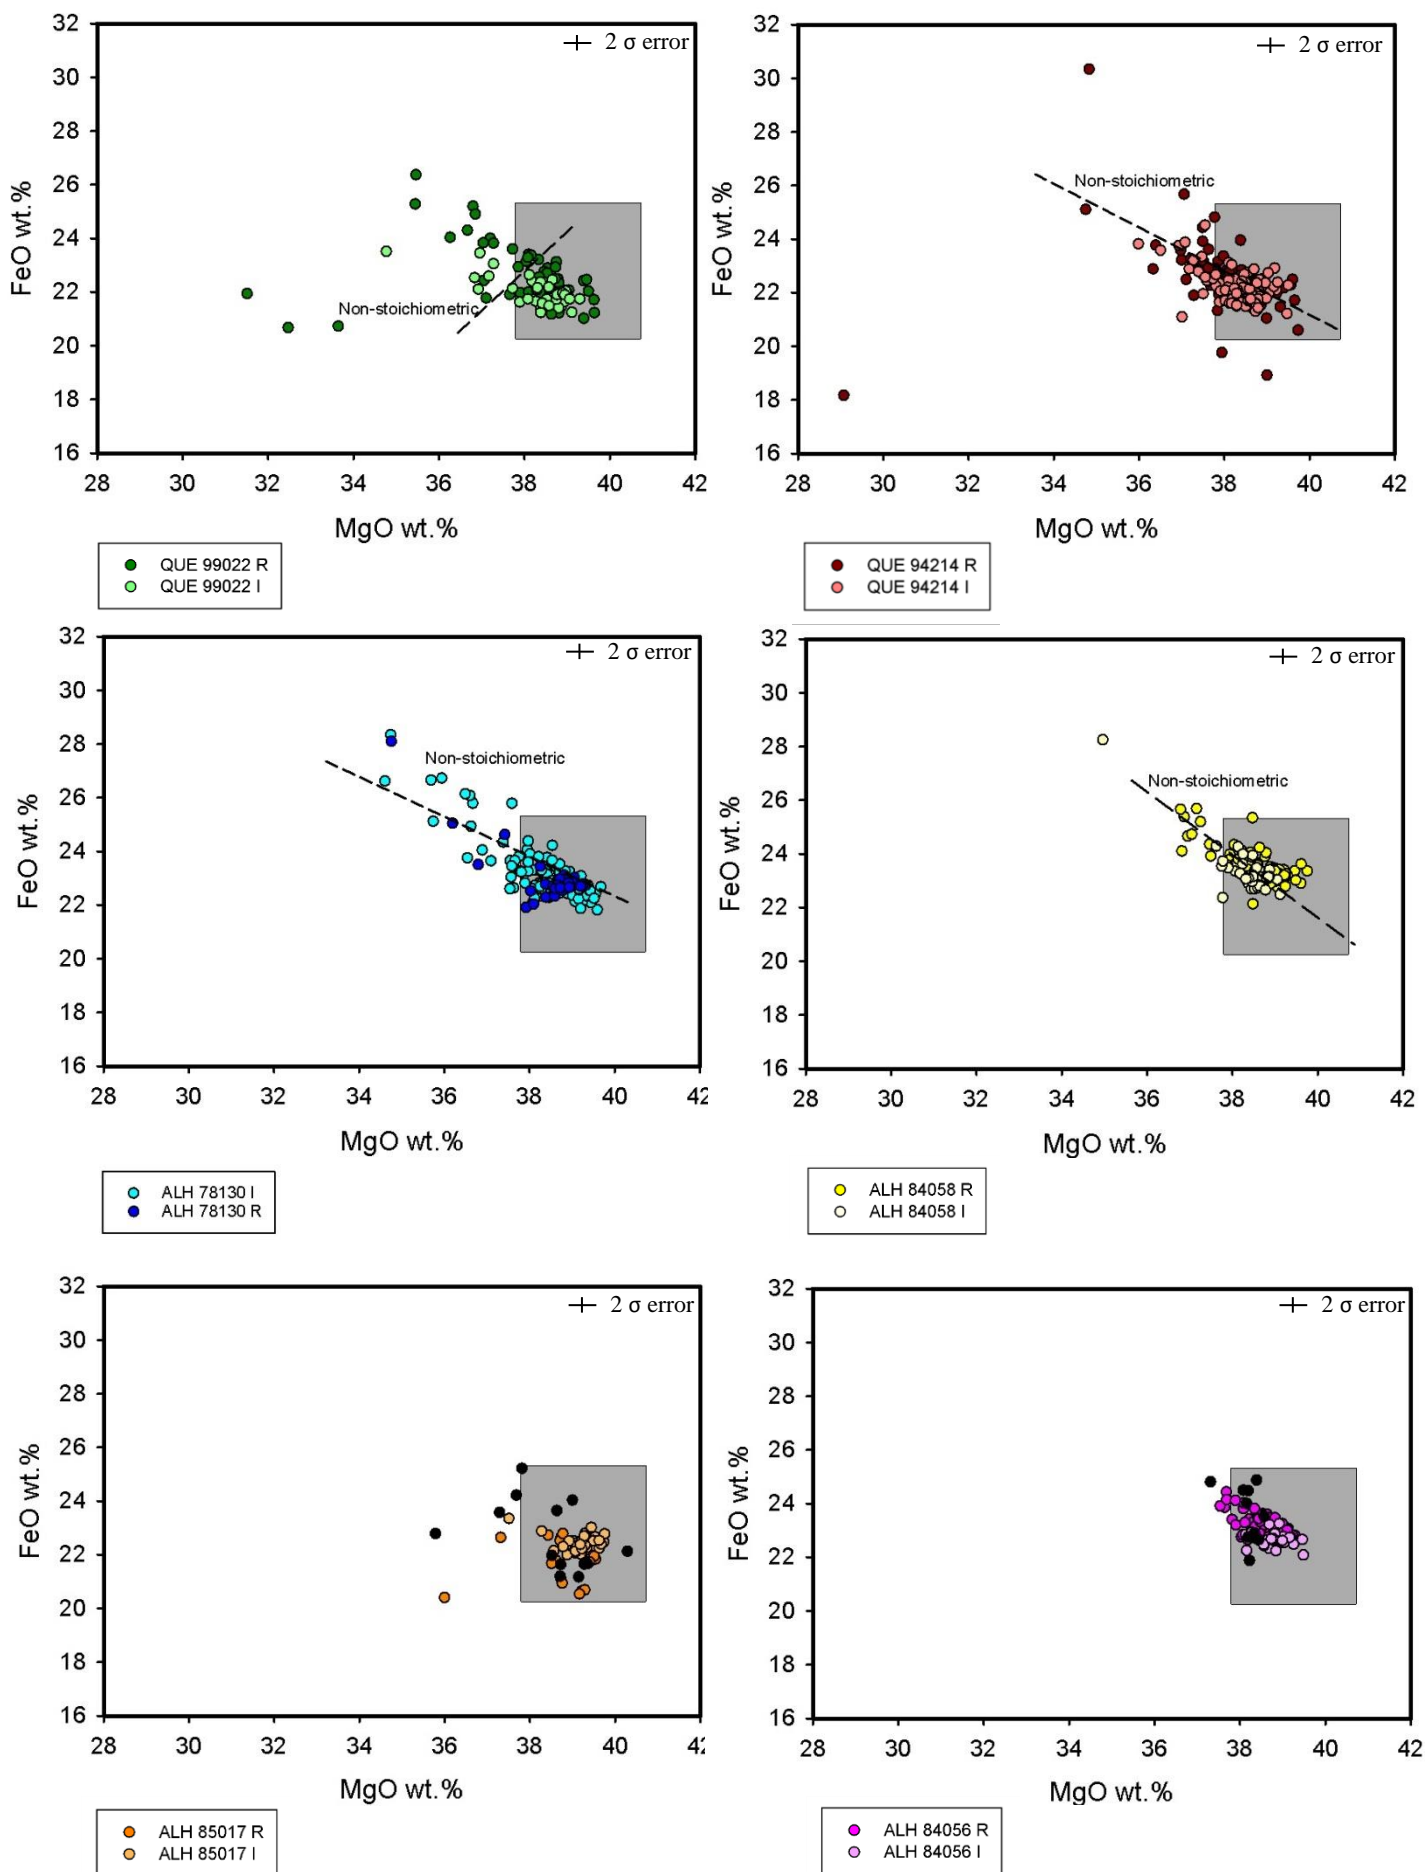 32
30
28
26
24
22
20
18
16
FeO wt.%
2 σ error
Non-stoichiometric
28 30 32 34 36 38 40 42
MgO wt.%
QUE 99022 R
QUE 99022 I
32
30
28
26
24
22
20
18
16
FeO wt.%
2 σ error
Non-stoichiometric
28 30 32 34 36 38 40 42
MgO wt.%
QUE 94214 R
QUE 94214 I
32
30
28
26
24
22
20
18
16
FeO wt.%
2 σ error
Non-stoichiometric
28 30 32 34 36 38 40 42
MgO wt.%
ALH 78130 I
ALH 78130 R
32
30
28
26
24
22
20
18
16
FeO wt.%
2 σ error
Non-stoichiometric
28 30 32 34 36 38 40 42
MgO wt.%
ALH 84058 R
ALH 84058 I
32
30
28
26
24
22
20
18
16
FeO wt.%
2 σ error
28 30 32 34 36 38 40 42
MgO wt.%
ALH 85017 R
ALH 85017 I
32
30
28
26
24
22
20
18
16
FeO wt.%
2 σ error
28 30 32 34 36 38 40 42
MgO wt.%
ALH 84056 R
ALH 84056 I